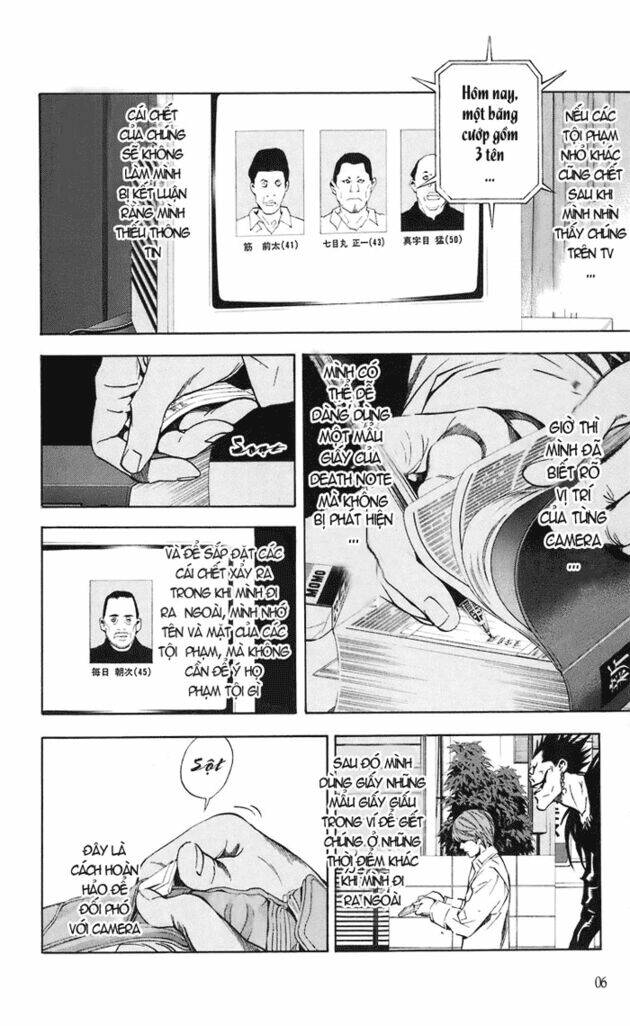 NẾU CÁC
TỘI PHẠM
NHỎ KHÁC
CŨNG CHẾT
SAU KHI
MÌNH NHÌN
THẤY CHÚNG
TRÊN TV
...
Hôm nay,
một băng
cướp gồm
3 tên
...
CÁI CHẾT
CỦA CHÚNG
SẼ KHÔNG
LÀM MÌNH
BỊ KẾT LUẬN
RẰNG MÌNH
THIẾU THÔNG
TIN
筋 前太(41)
七目丸 正一(43)
真宇目 猛(50)
GIỜ THÌ
MÌNH ĐÃ
BIẾT RÕ
VỊ TRÍ
CỦA TỪNG
CAMERA
...
MÌNH CÓ
THỂ DỄ
DÀNG DÙNG
MỘT MẨU
GIẤY CỦA
DEATH NOTE
MÀ KHÔNG
BỊ PHÁT HIỆN
...
MOMO
VÀ ĐỂ SẮP ĐẶT CÁC
CÁI CHẾT XẢY RA
TRONG KHI MÌNH ĐI
RA NGOÀI, MÌNH NHỚ
TÊN VÀ MẶT CỦA CÁC
TỘI PHẠM, MÀ KHÔNG
CẦN ĐỂ Ý HỌ
PHẠM TỘI GÌ
毎日 朝次(45)
SAU ĐÓ MÌNH
DÙNG GIẤY NHỮNG
MẨU GIẤY GIẤU
TRONG VÍ ĐỂ GIẾT
CHÚNG Ở NHỮNG
THỜI ĐIỂM KHÁC
KHI MÌNH ĐI
RA NGOÀI
Sột
ĐÂY LÀ
CÁCH HOÀN
HẢO ĐỂ
ĐỐI PHÓ
VỚI CAMERA
06